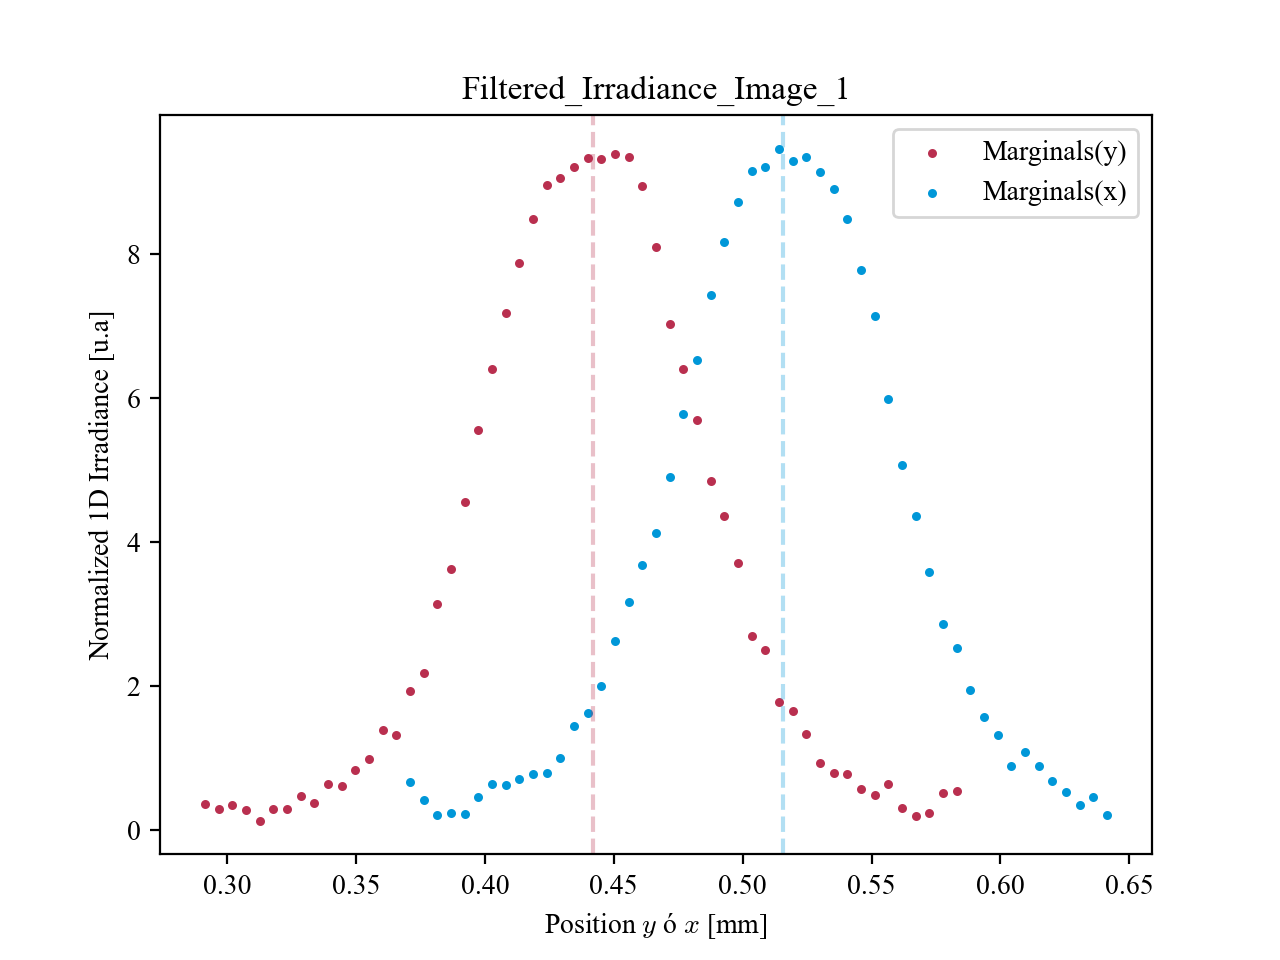 Filtered_Irradiance_Image_1
Marginals(y)
Marginals(x)
Normalized 1D Irradiance [u.a]
8
6
4
2
0
0.30 0.35 0.40 0.45 0.50 0.55 0.60 0.65
Position y ó x [mm]